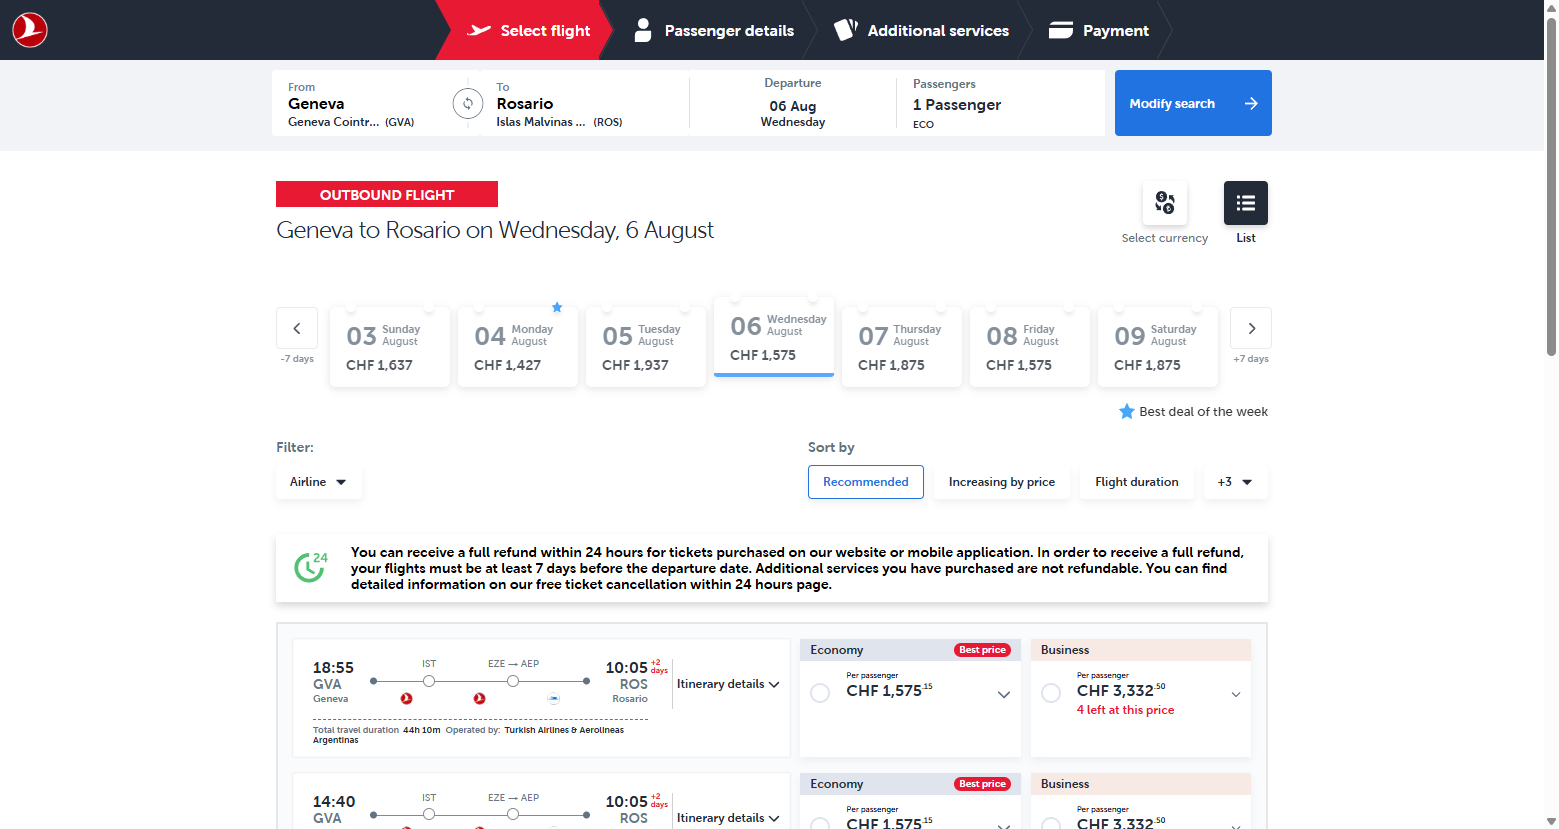 Select flight
Passenger details
Additional services
Payment
From
Geneva
Geneva Cointr... (GVA)
To
Rosario
Islas Malvinas ... (ROS)
Departure
06 Aug
Wednesday
Passengers
1 Passenger
ECO
Modify search
OUTBOUND FLIGHT
Geneva to Rosario on Wednesday, 6 August
Select currency
List
-7 days
03 Sunday August
CHF 1,637
04 Monday August
CHF 1,427
05 Tuesday August
CHF 1,937
06 Wednesday August
CHF 1,575
07 Thursday August
CHF 1,875
08 Friday August
CHF 1,575
09 Saturday August
CHF 1,875
+7 days
Best deal of the week
Filter:
Airline
Sort by
Recommended
Increasing by price
Flight duration
+3
24
You can receive a full refund within 24 hours for tickets purchased on our website or mobile application. In order to receive a full refund,
your flights must be at least 7 days before the departure date. Additional services you have purchased are not refundable. You can find
detailed information on our free ticket cancellation within 24 hours page.
18:55
GVA
Geneva
IST
EZE → AEP
10:05 +2 days
ROS
Rosario
Itinerary details
Total travel duration 44h 10m Operated by: Turkish Airlines & Aerolineas
Argentinas
Economy
Best price
Per passenger
CHF 1,575.15
Business
Per passenger
CHF 3,332.50
4 left at this price
14:40
GVA
IST
EZE → AEP
10:05 +2 days
ROS
Itinerary details
Economy
Best price
Per passenger
CHF 1,575.15
Business
Per passenger
CHF 3,332.50